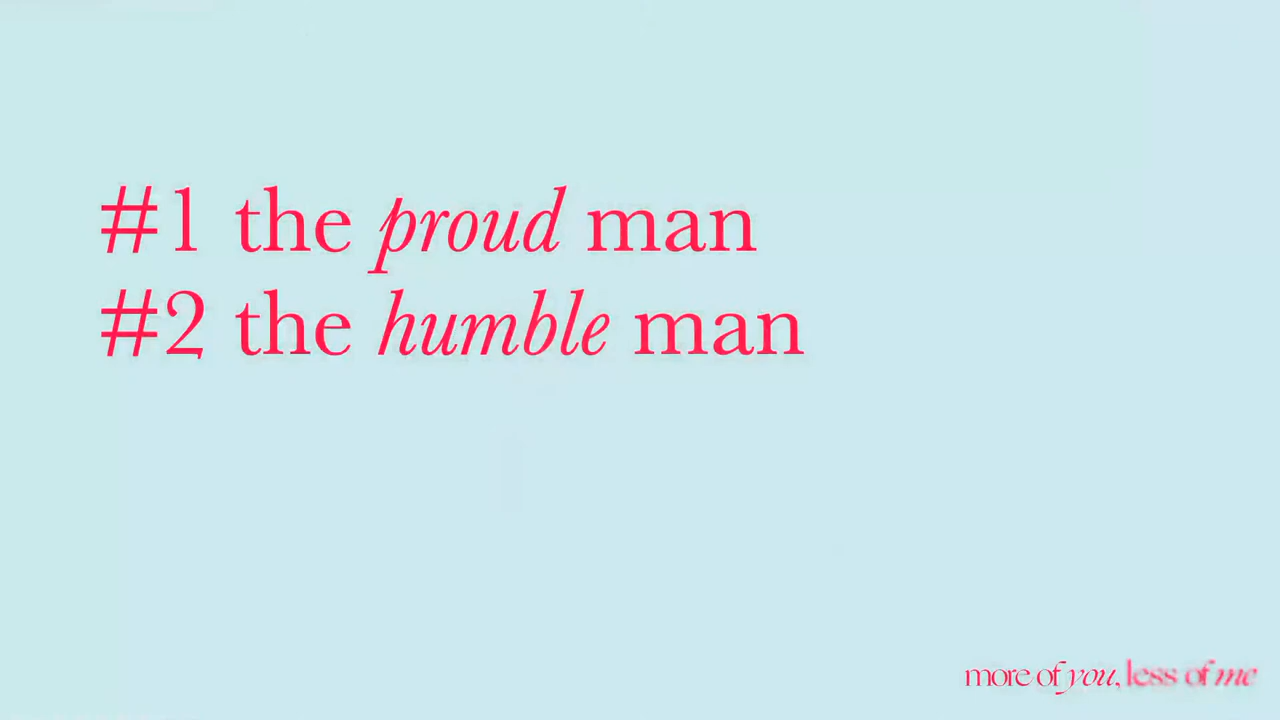 #1 the proud man
#2 the humble man
more of you, less of me